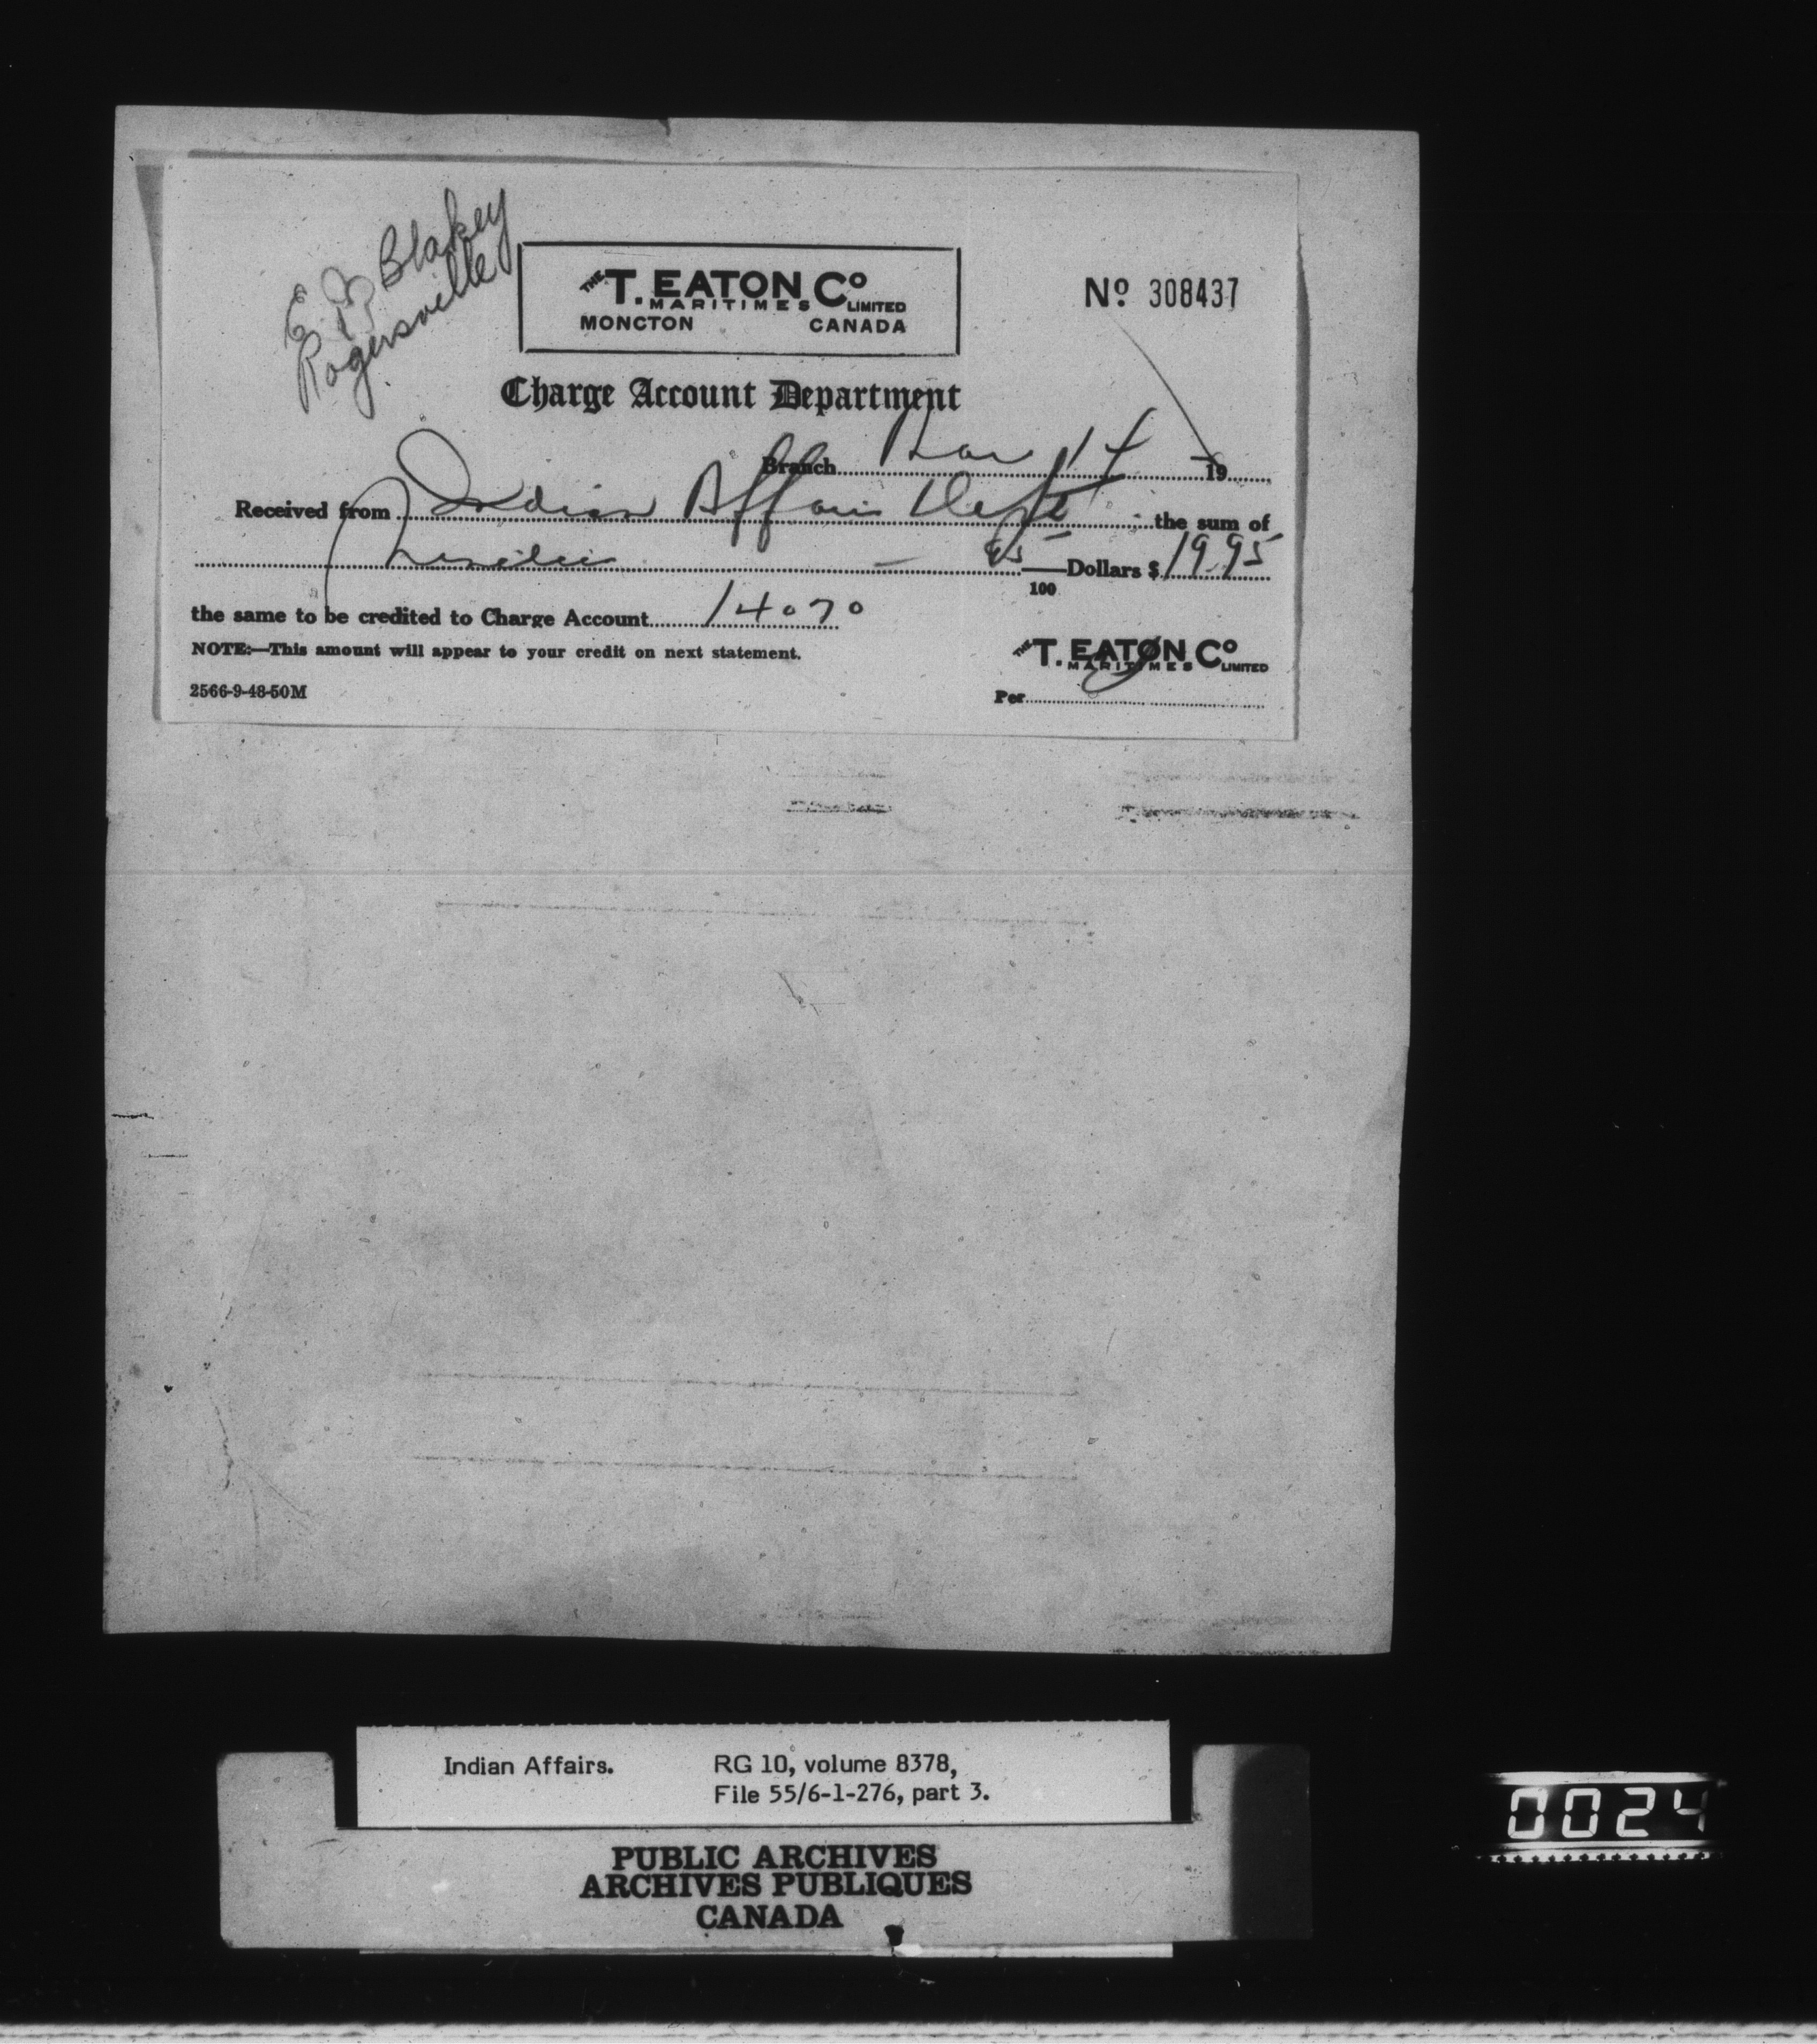 E. J. Blakey
Rogersville
THE T. EATON Co
MARITIMES LIMITED
MONCTON CANADA
No 308437
Charge Account Department
Branch Mar 14 19
Received from Indian Affairs Dept the sum of
Nineteen — 95/100 Dollars $ 19.95
the same to be credited to Charge Account 14070
NOTE:—This amount will appear to your credit on next statement.
THE T. EATON Co
MARITIMES LIMITED
2566-9-48-50M
Per
Indian Affairs. RG 10, volume 8378,
File 55/6-1-276, part 3.
PUBLIC ARCHIVES
ARCHIVES PUBLIQUES
CANADA
0024